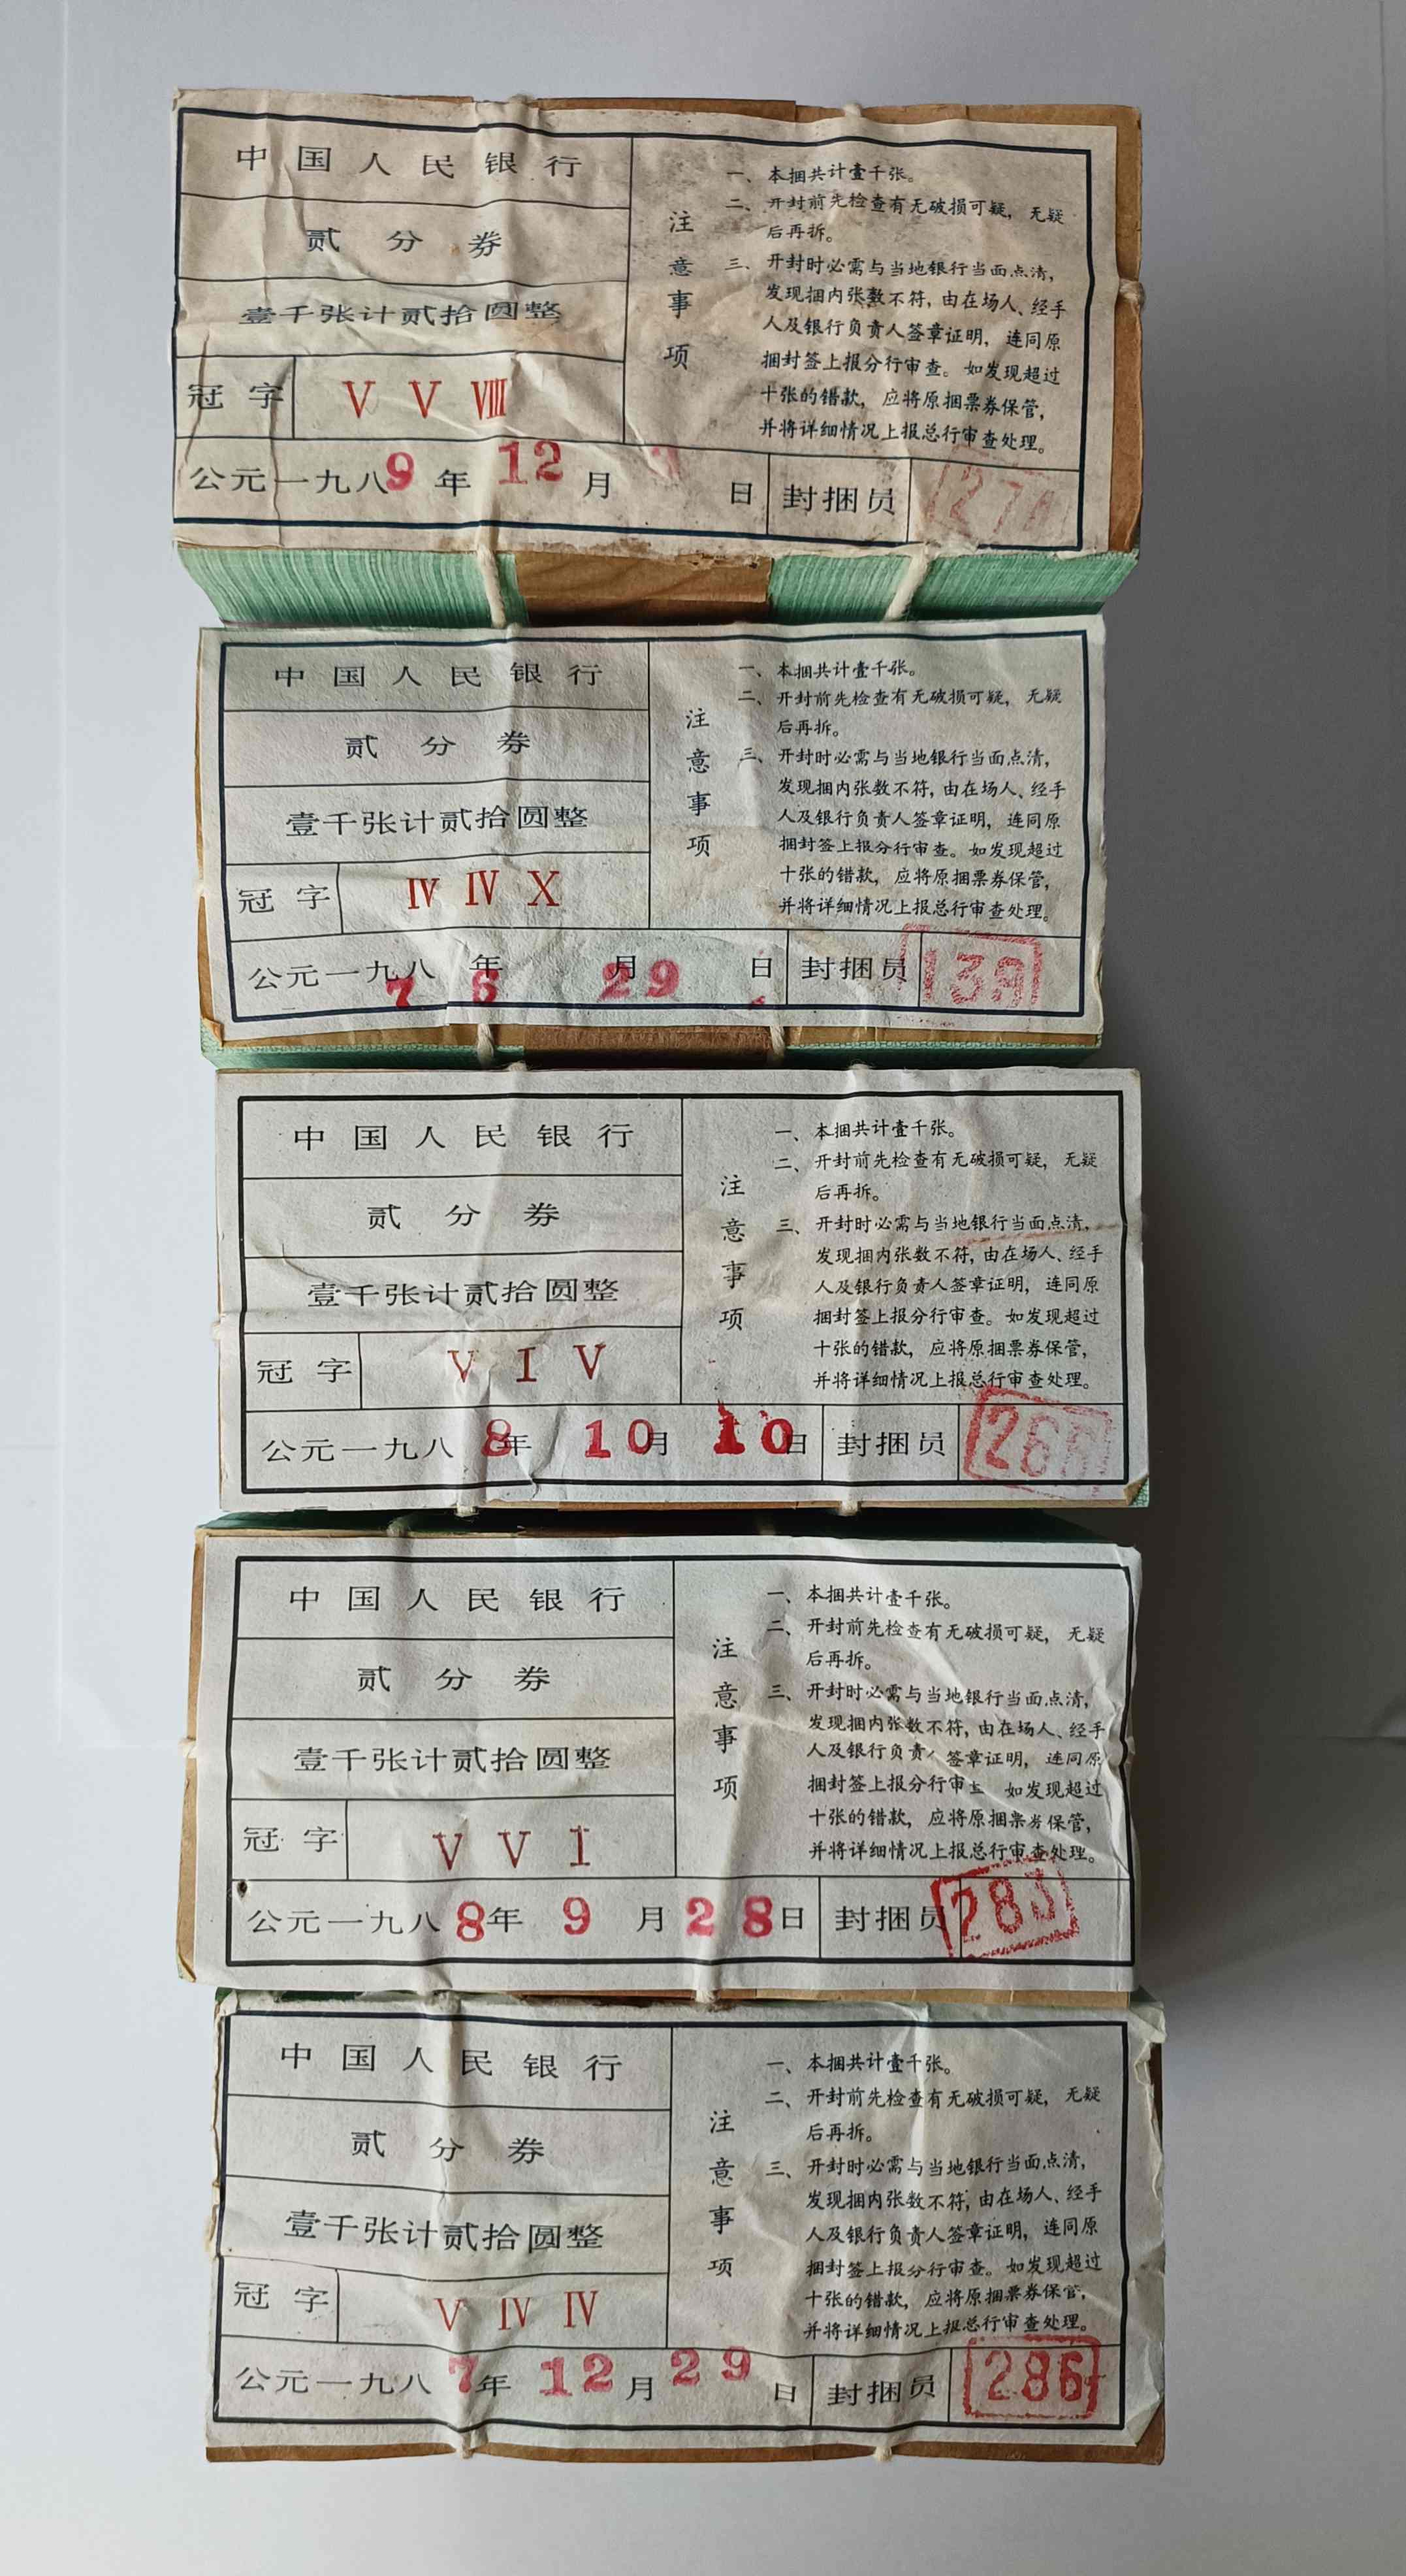 中国人民银行
贰分券
壹千张计贰拾圆整
冠字 V V VIII
公元一九八9年 12月 日 封捆员
注意事项
一、本捆共计壹千张。
二、开封前先检查有无破损可疑，无疑
后再拆。
三、开封时必需与当地银行当面点清，
发现捆内张数不符，由在场人、经手
人及银行负责人签章证明，连同原
捆封签上报分行审查。如发现超过
十张的错款，应将原捆票券保管，
并将详细情况上报总行审查处理。
中国人民银行
贰分券
壹千张计贰拾圆整
冠字 IV IV X
公元一九八7年 6月 29日 封捆员 139
注意事项
一、本捆共计壹千张。
二、开封前先检查有无破损可疑，无疑
后再拆。
三、开封时必需与当地银行当面点清，
发现捆内张数不符，由在场人、经手
人及银行负责人签章证明，连同原
捆封签上报分行审查。如发现超过
十张的错款，应将原捆票券保管，
并将详细情况上报总行审查处理。
中国人民银行
贰分券
壹千张计贰拾圆整
冠字 V I V
公元一九八8年 10月 10日 封捆员
注意事项
一、本捆共计壹千张。
二、开封前先检查有无破损可疑，无疑
后再拆。
三、开封时必需与当地银行当面点清，
发现捆内张数不符，由在场人、经手
人及银行负责人签章证明，连同原
捆封签上报分行审查。如发现超过
十张的错款，应将原捆票券保管，
并将详细情况上报总行审查处理。
中国人民银行
贰分券
壹千张计贰拾圆整
冠字 V V I
公元一九八8年 9月 28日 封捆员 283
注意事项
一、本捆共计壹千张。
二、开封前先检查有无破损可疑，无疑
后再拆。
三、开封时必需与当地银行当面点清，
发现捆内张数不符，由在场人、经手
人及银行负责人签章证明，连同原
捆封签上报分行审查 如发现超过
十张的错款，应将原捆票券保管，
并将详细情况上报总行审查处理。
中国人民银行
贰分券
壹千张计贰拾圆整
冠字 V IV IV
公元一九八7年 12月 29日 封捆员 286
注意事项
一、本捆共计壹千张。
二、开封前先检查有无破损可疑，无疑
后再拆。
三、开封时必需与当地银行当面点清，
发现捆内张数不符，由在场人、经手
人及银行负责人签章证明，连同原
捆封签上报分行审查。如发现超过
十张的错款，应将原捆票券保管，
并将详细情况上报总行审查处理。